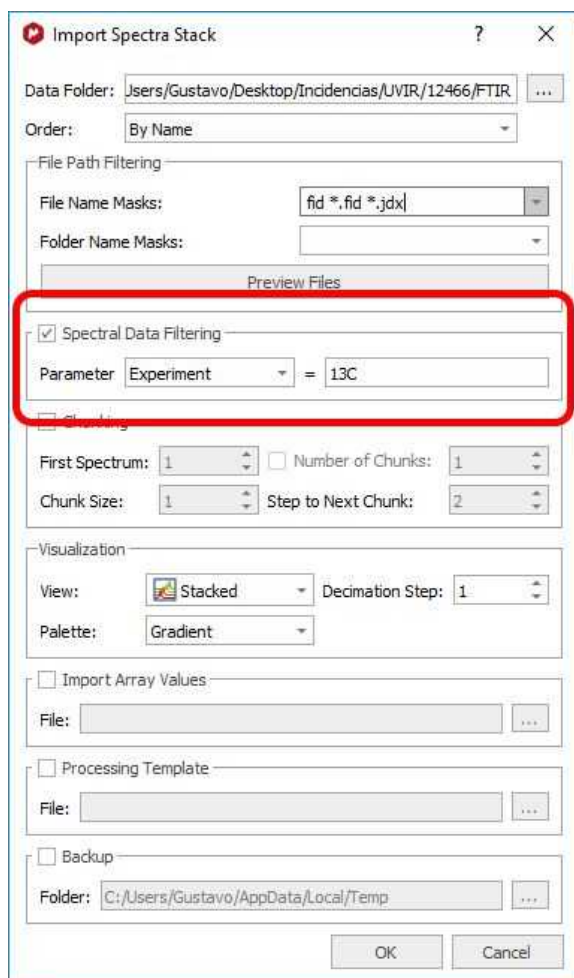 Import Spectra Stack ?
Data Folder: Jsers/Gustavo/Desktop/Incidencias/UVIR/12466/FTIR ...
Order: By Name
File Path Filtering
File Name Masks: fid *.fid *.jdx
Folder Name Masks:
Preview Files
Spectral Data Filtering
Parameter Experiment = 13C
Chunking
First Spectrum: 1 Number of Chunks: 1
Chunk Size: 1 Step to Next Chunk: 2
Visualization
View: Stacked Decimation Step: 1
Palette: Gradient
Import Array Values
File: ...
Processing Template
File: ...
Backup
Folder: C:/Users/Gustavo/AppData/Local/Temp ...
OK Cancel